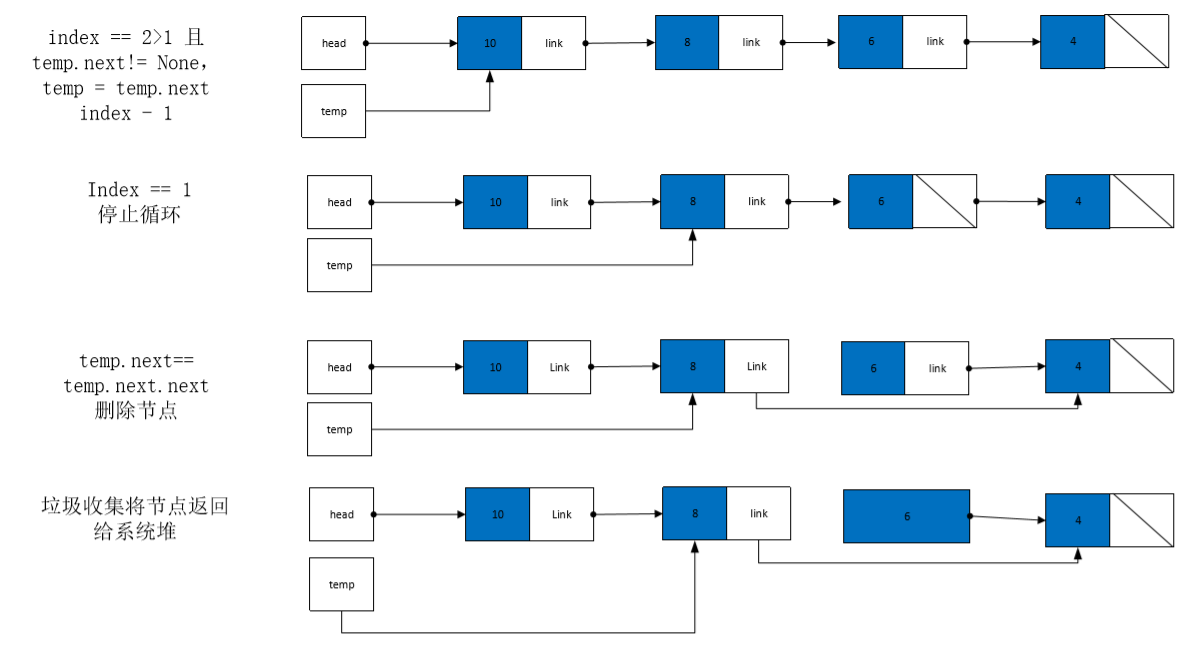 index == 2>1 且
temp.next!= None,
temp = temp.next
index - 1
head
10
link
8
link
6
link
4
temp
Index == 1
停止循环
head
10
link
8
link
6
4
temp
temp.next==
temp.next.next
删除节点
head
10
Link
8
Link
6
link
4
temp
垃圾收集将节点返回
给系统堆
head
10
Link
8
link
6
4
temp